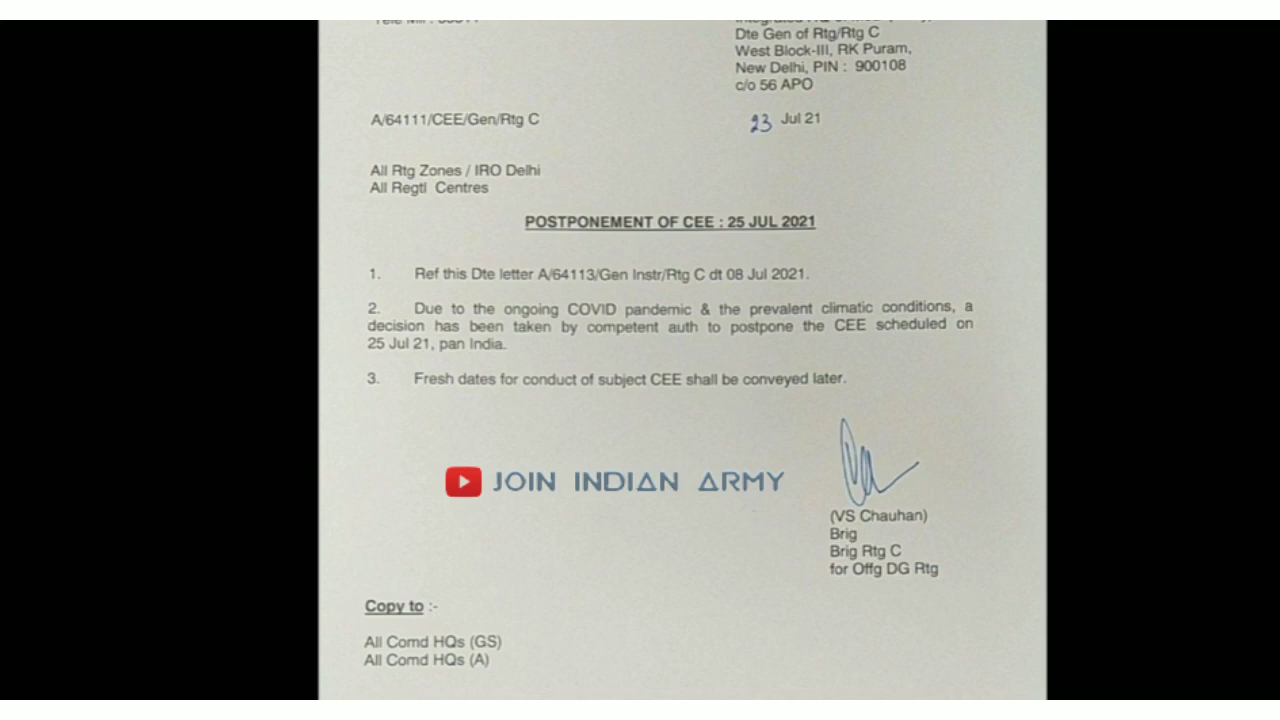 Dte Gen of Rtg/Rtg C
West Block-III, RK Puram,
New Delhi, PIN : 900108
c/o 56 APO
A/64111/CEE/Gen/Rtg C
23 Jul 21
All Rtg Zones / IRO Delhi
All Regtl Centres
POSTPONEMENT OF CEE : 25 JUL 2021
1. Ref this Dte letter A/64113/Gen Instr/Rtg C dt 08 Jul 2021.
2. Due to the ongoing COVID pandemic & the prevalent climatic conditions, a
decision has been taken by competent auth to postpone the CEE scheduled on
25 Jul 21, pan India.
3. Fresh dates for conduct of subject CEE shall be conveyed later.
JOIN INDIAN ARMY
(VS Chauhan)
Brig
Brig Rtg C
for Offg DG Rtg
Copy to :-
All Comd HQs (GS)
All Comd HQs (A)